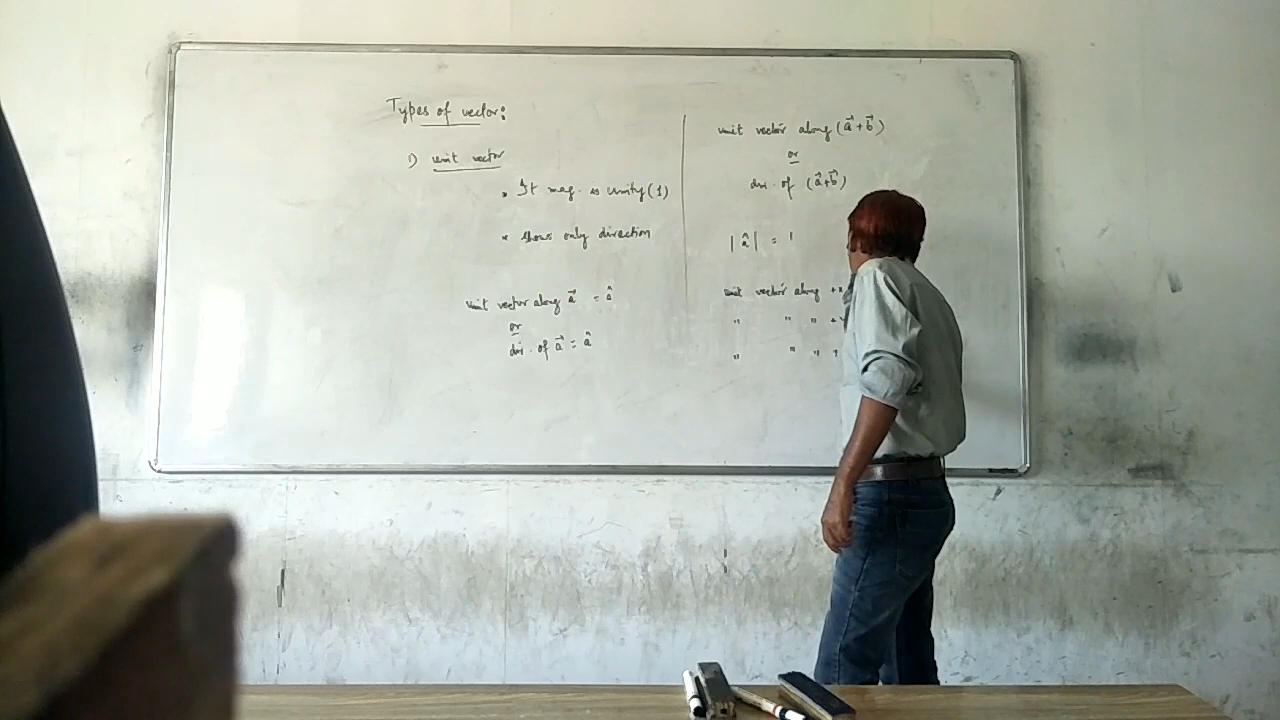 Types of vector:
1) unit vector
* It mag. is unity (1)
* shows only direction
unit vector along a⃗ = â
or
dir. of a⃗ = â
unit vector along (a⃗+b⃗)
or
dir. of (a⃗+b⃗)
|â| = 1
unit vector along +x
" " " +y
" " "